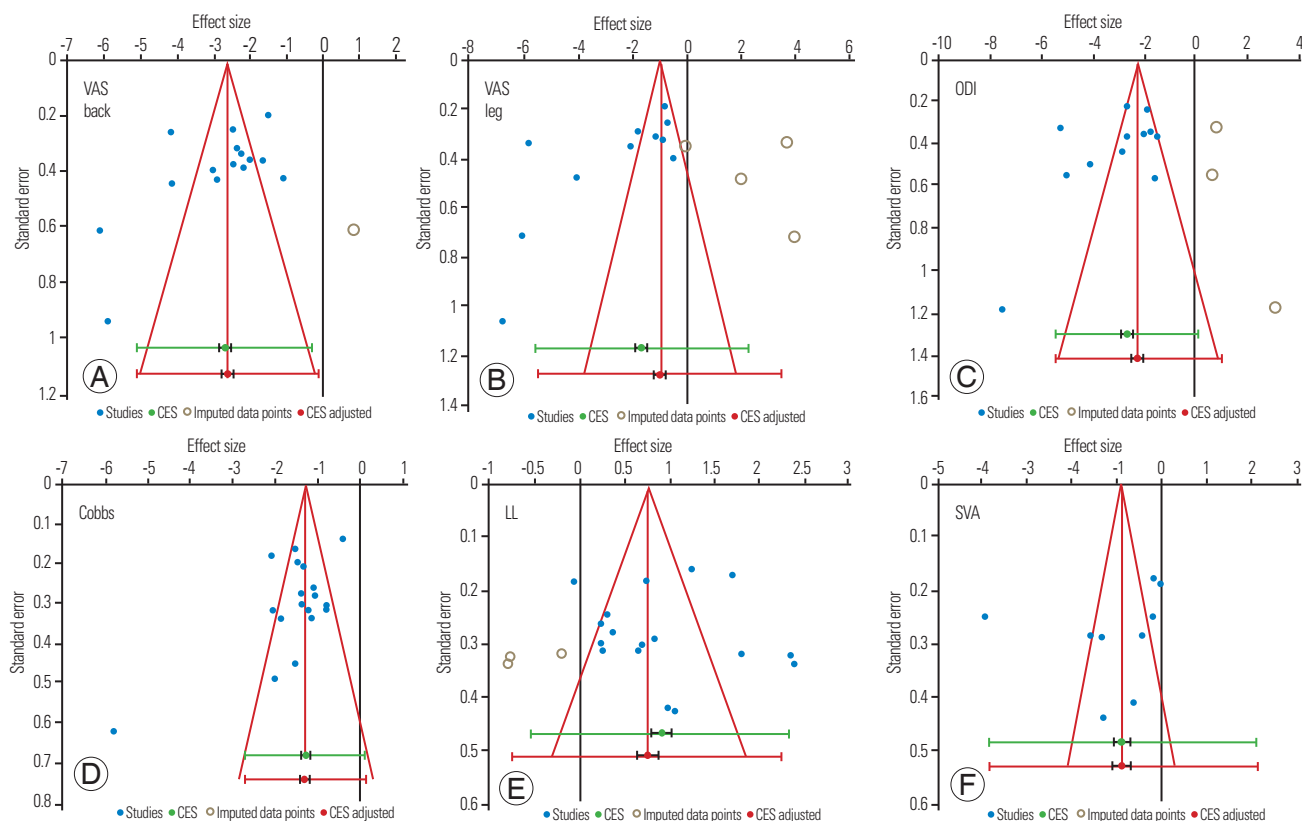 Effect size
-7 -6 -5 -4 -3 -2 -1 0 1 2
VAS
back
Standard error
0
0.2
0.4
0.6
0.8
1
1.2
A
Studies CES Imputed data points CES adjusted
Effect size
-8 -6 -4 -2 0 2 4 6
VAS
leg
Standard error
0
0.2
0.4
0.6
0.8
1
1.2
1.4
B
Studies CES Imputed data points CES adjusted
Effect size
-10 -8 -6 -4 -2 0 2 4
ODI
Standard error
0
0.2
0.4
0.6
0.8
1
1.2
1.4
1.6
C
Studies CES Imputed data points CES adjusted
Effect size
-7 -6 -5 -4 -3 -2 -1 0 1
Cobbs
Standard error
0
0.1
0.2
0.3
0.4
0.5
0.6
0.7
0.8
D
Studies CES Imputed data points CES adjusted
Effect size
-1 -0.5 0 0.5 1 1.5 2 2.5 3
LL
Standard error
0
0.1
0.2
0.3
0.4
0.5
0.6
E
Studies CES Imputed data points CES adjusted
Effect size
-5 -4 -4 -1 -1 0 1 2 3
SVA
Standard error
0
0.1
0.2
0.3
0.4
0.5
0.6
F
Studies CES Imputed data points CES adjusted